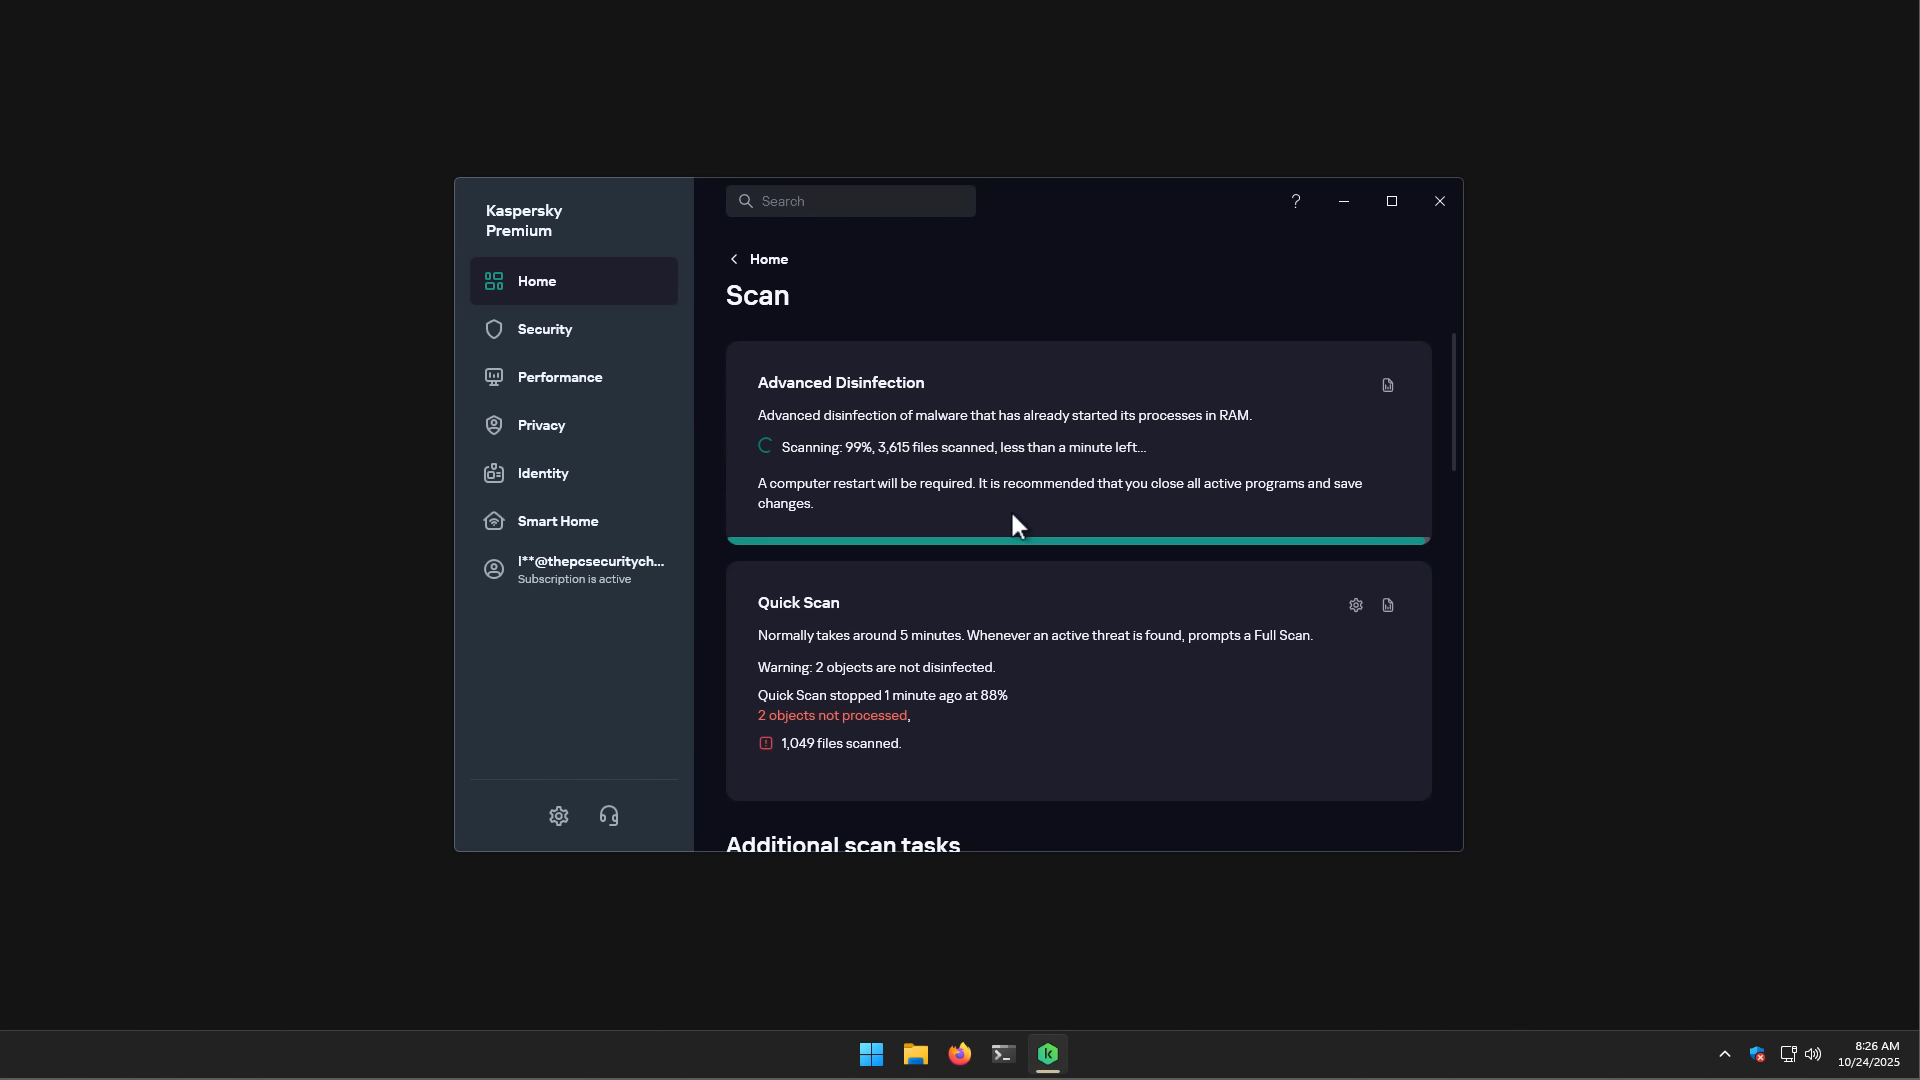 Kaspersky
Premium
Home
Security
Performance
Privacy
Identity
Smart Home
l**@thepcsecuritych...
Subscription is active
Search
Home
Scan
Advanced Disinfection
Advanced disinfection of malware that has already started its processes in RAM.
Scanning: 99%, 3,615 files scanned, less than a minute left...
A computer restart will be required. It is recommended that you close all active programs and save
changes.
Quick Scan
Normally takes around 5 minutes. Whenever an active threat is found, prompts a Full Scan.
Warning: 2 objects are not disinfected.
Quick Scan stopped 1 minute ago at 88%
2 objects not processed,
1,049 files scanned.
Additional scan tasks
8:26 AM
10/24/2025